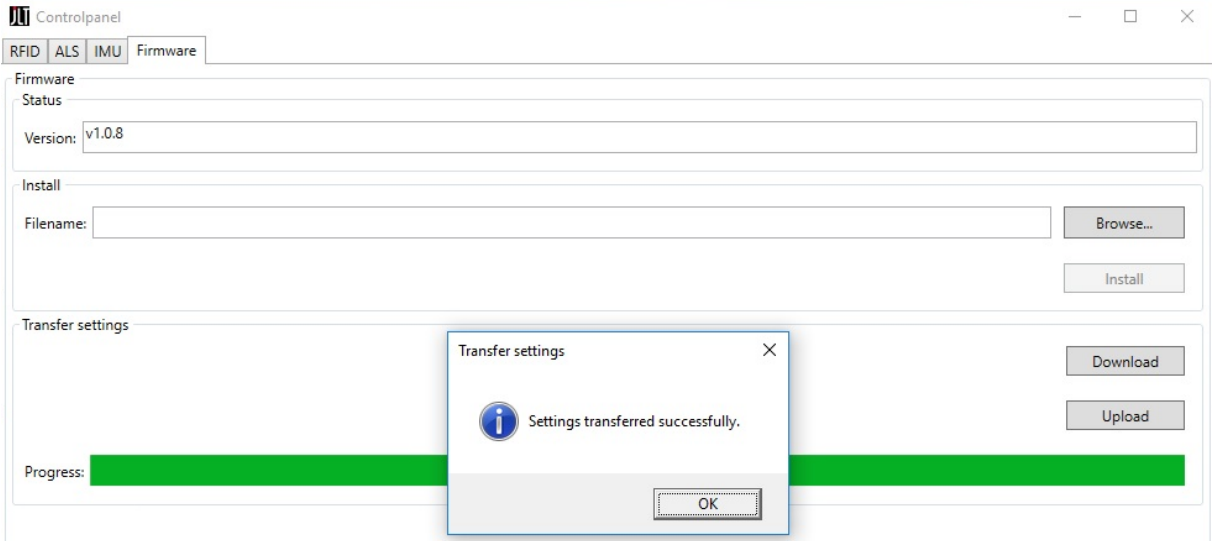 JLT Controlpanel
RFID ALS IMU Firmware
Firmware
Status
Version: v1.0.8
Install
Filename: Browse...
Install
Transfer settings
Transfer settings
Download
Settings transferred successfully.
Upload
Progress:
OK